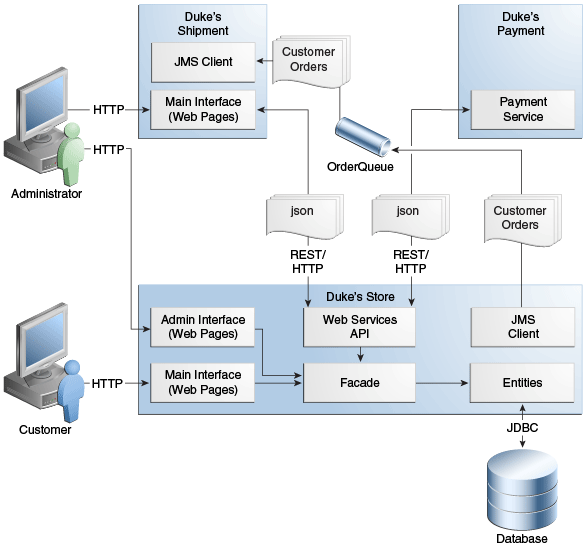 Duke's
Shipment
JMS Client
Main Interface
(Web Pages)
Customer
Orders
Duke's
Payment
Payment
Service
HTTP
HTTP
Administrator
OrderQueue
json
json
Customer
Orders
REST/
HTTP
REST/
HTTP
Duke's Store
Admin Interface
(Web Pages)
Web Services
API
JMS
Client
Main Interface
(Web Pages)
Facade
Entities
HTTP
Customer
JDBC
Database